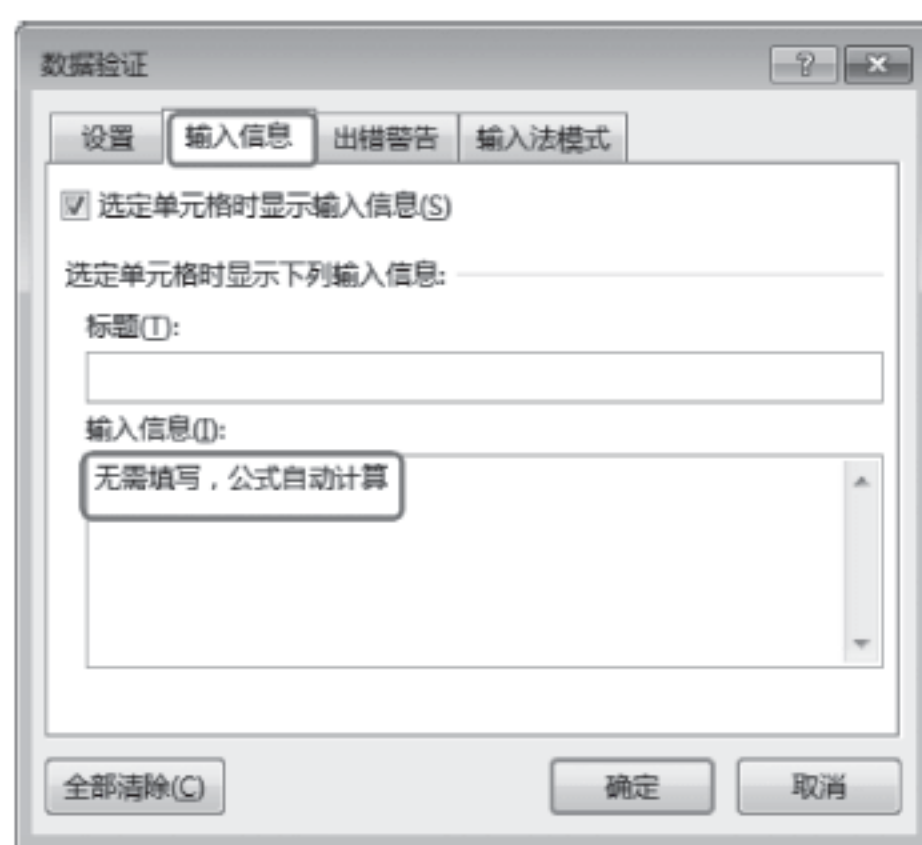 数据验证
设置 输入信息 出错警告 输入法模式
选定单元格时显示输入信息(S)
选定单元格时显示下列输入信息:
标题(T):
输入信息(I):
无需填写，公式自动计算
全部清除(C) 确定 取消